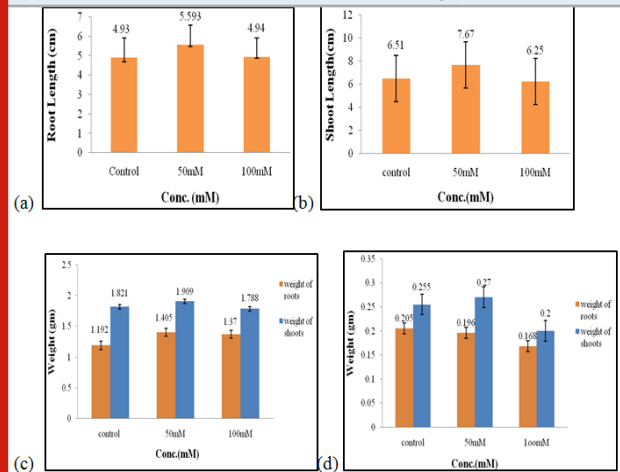 7
6
5
4
3
2
1
0
Root Length (cm)
4.93
5.593
4.94
Control
50mM
100mM
Conc. (mM)
(a)
12
10
8
6
4
2
0
Shoot Length(cm)
6.51
7.67
6.25
control
50mM
100mM
Conc.(mM)
(b)
2.5
2
1.5
1
0.5
0
Weight (gm)
1.192
1.821
1.405
1.909
1.37
1.788
control
50mM
100mM
Conc.(mM)
weight of
roots
weight of
shoots
(c)
0.35
0.3
0.25
0.2
0.15
0.1
0.05
0
Weight (gm)
0.205
0.255
0.196
0.27
0.168
0.2
control
50mM
1oomM
Conc.(mM)
weight of
roots
weight of
shoots
(d)